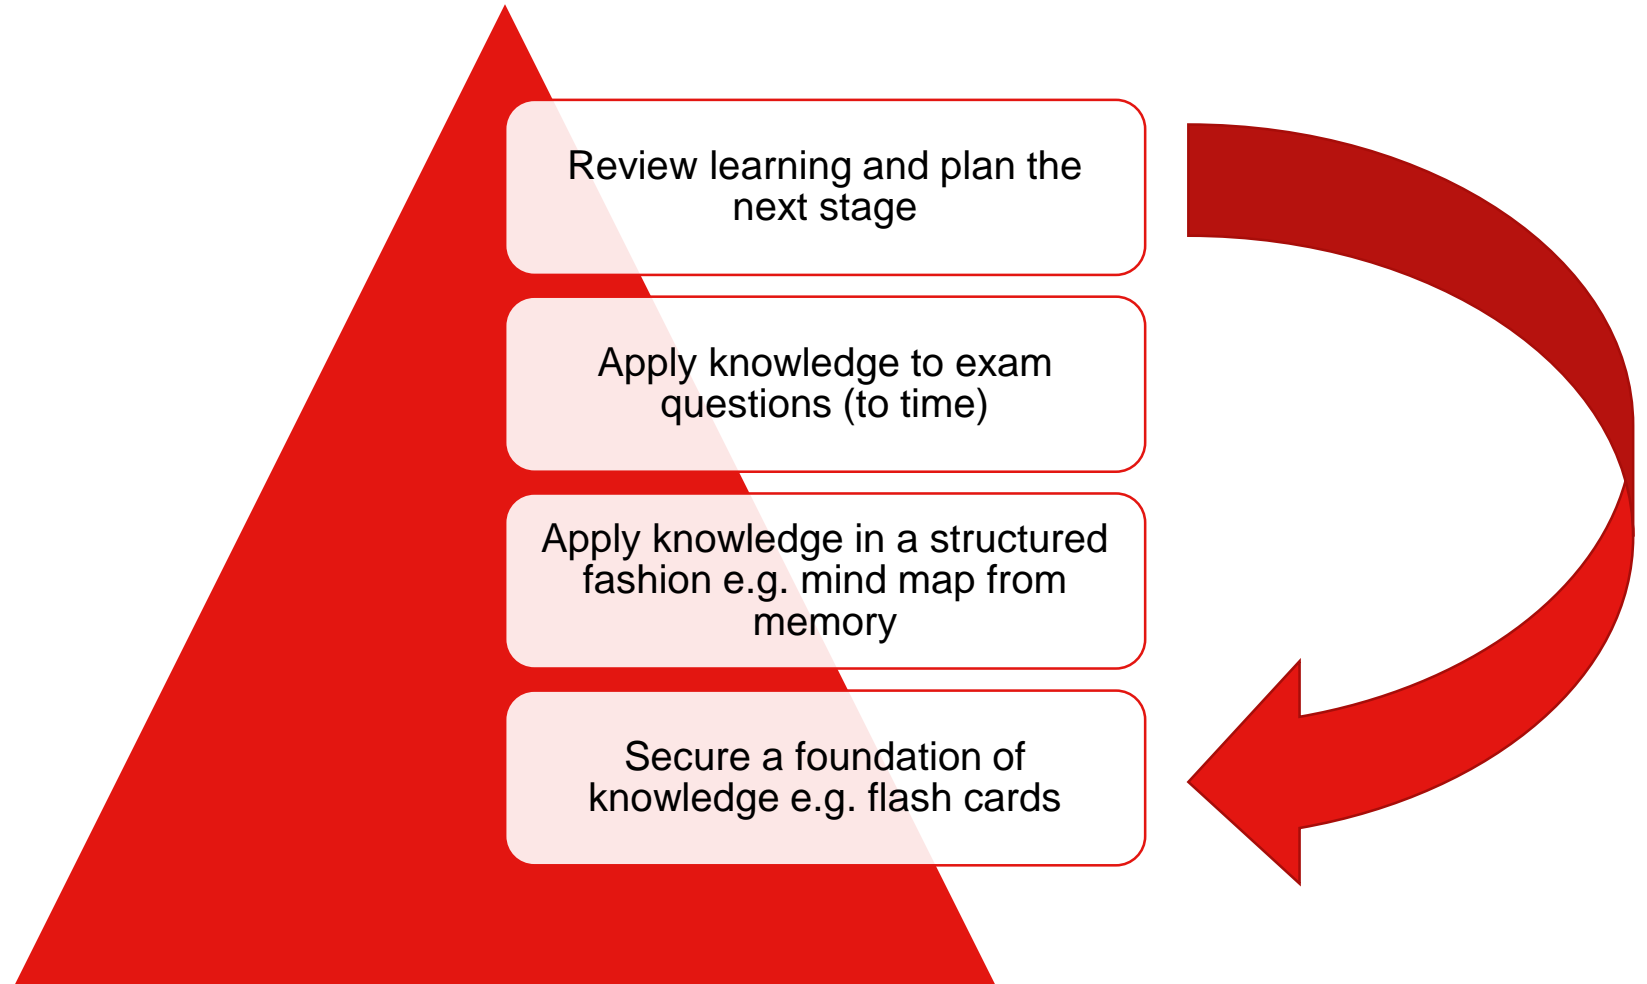 Review learning and plan the
next stage
Apply knowledge to exam
questions (to time)
Apply knowledge in a structured
fashion e.g. mind map from
memory
Secure a foundation of
knowledge e.g. flash cards